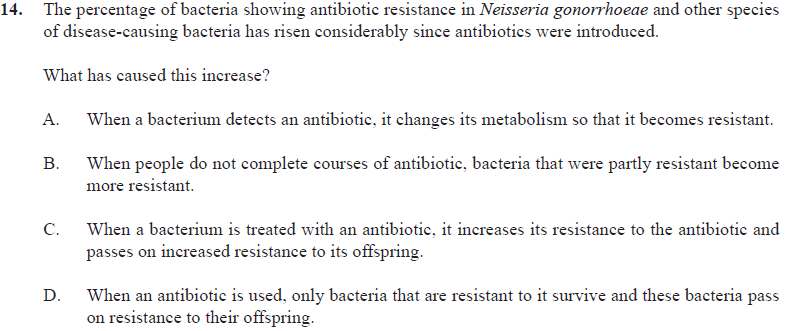 14. The percentage of bacteria showing antibiotic resistance in Neisseria gonorrhoeae and other species
of disease-causing bacteria has risen considerably since antibiotics were introduced.
What has caused this increase?
A. When a bacterium detects an antibiotic, it changes its metabolism so that it becomes resistant.
B. When people do not complete courses of antibiotic, bacteria that were partly resistant become
more resistant.
C. When a bacterium is treated with an antibiotic, it increases its resistance to the antibiotic and
passes on increased resistance to its offspring.
D. When an antibiotic is used, only bacteria that are resistant to it survive and these bacteria pass
on resistance to their offspring.